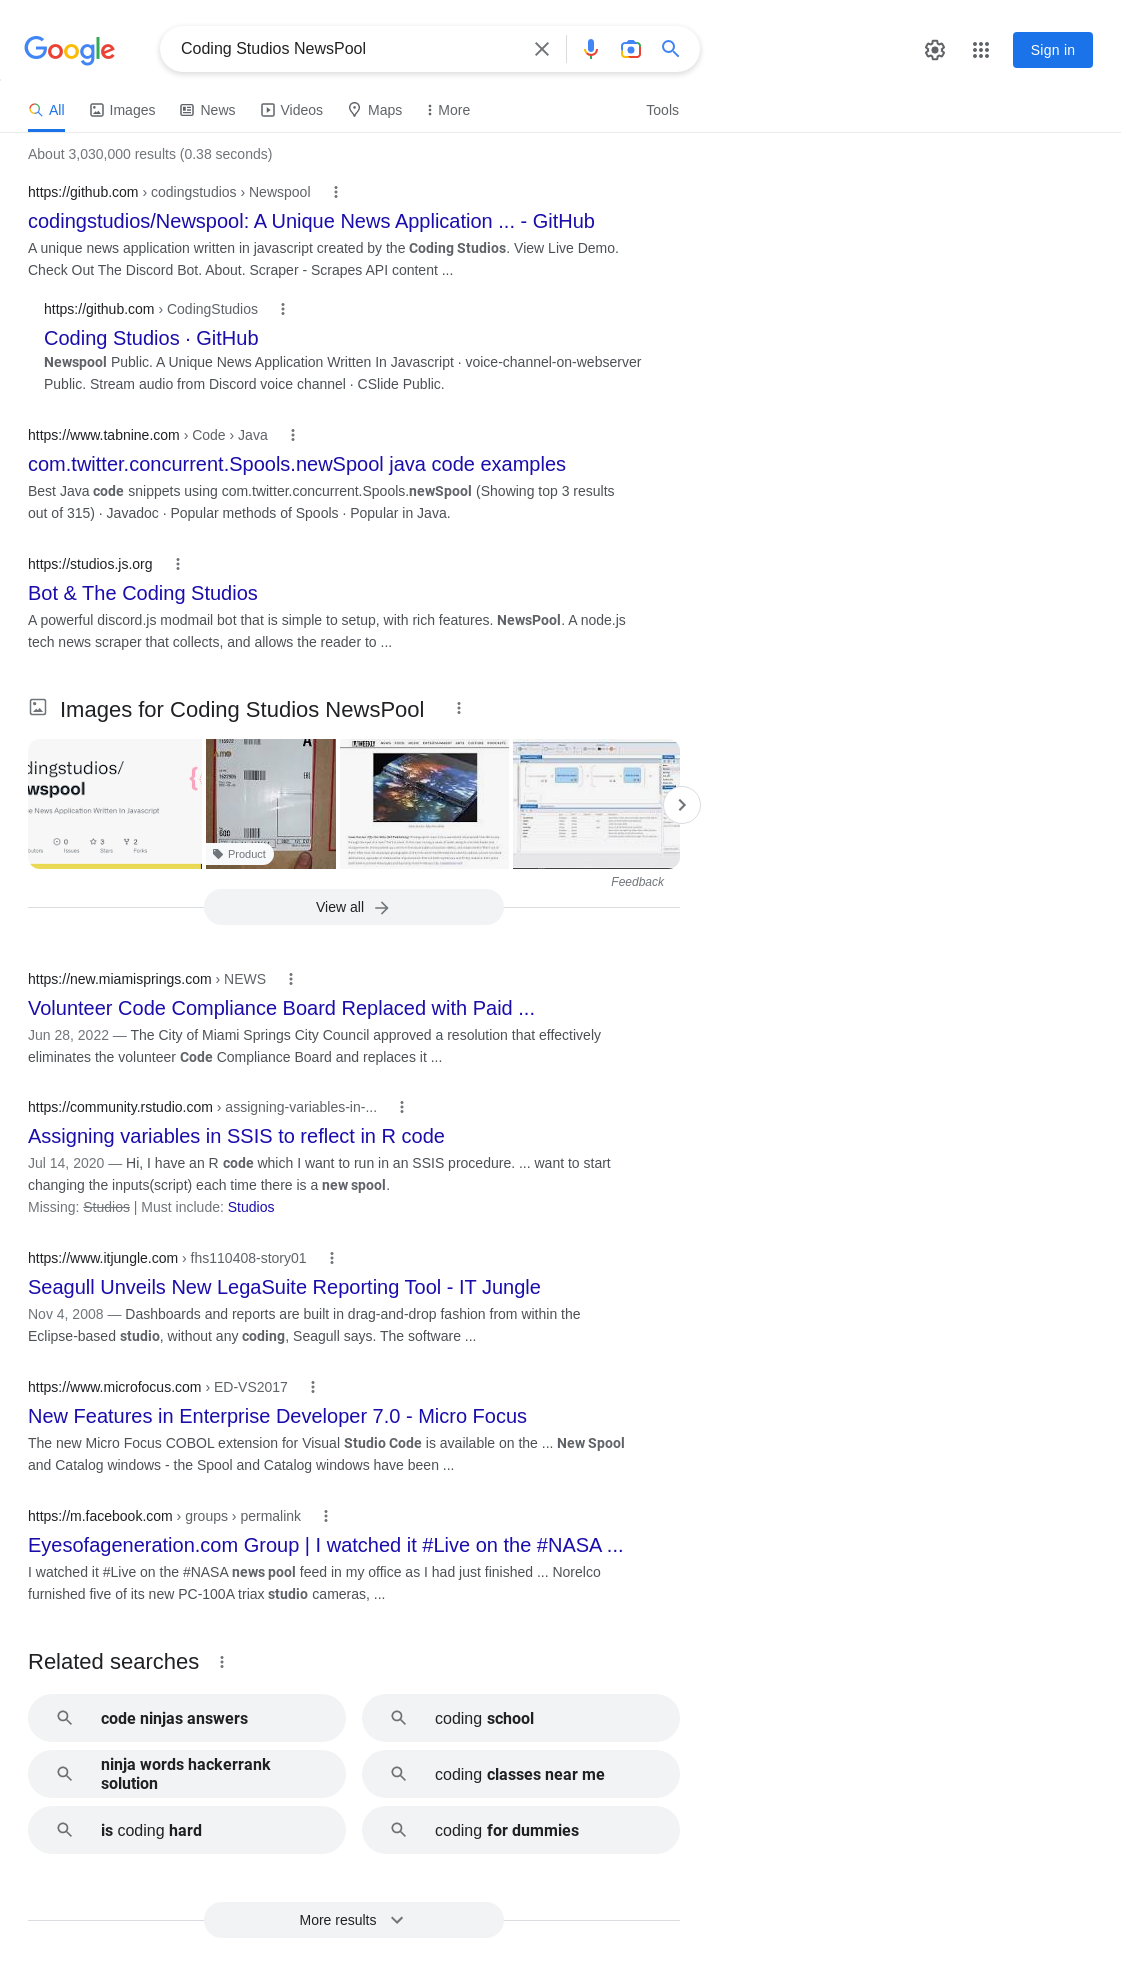 Google
Coding Studios NewsPool
Sign in
All
Images
News
Videos
Maps
More
Tools
About 3,030,000 results (0.38 seconds)
https://github.com › codingstudios › Newspool
codingstudios/Newspool: A Unique News Application ... - GitHub
A unique news application written in javascript created by the Coding Studios. View Live Demo.
Check Out The Discord Bot. About. Scraper - Scrapes API content ...
https://github.com › CodingStudios
Coding Studios · GitHub
Newspool Public. A Unique News Application Written In Javascript · voice-channel-on-webserver
Public. Stream audio from Discord voice channel · CSlide Public.
https://www.tabnine.com › Code › Java
com.twitter.concurrent.Spools.newSpool java code examples
Best Java code snippets using com.twitter.concurrent.Spools.newSpool (Showing top 3 results
out of 315) · Javadoc · Popular methods of Spools · Popular in Java.
https://studios.js.org
Bot & The Coding Studios
A powerful discord.js modmail bot that is simple to setup, with rich features. NewsPool. A node.js
tech news scraper that collects, and allows the reader to ...
Images for Coding Studios NewsPool
dingstudios/
wspool
e News Application Written In Javascript
0
3
2
Issues
Stars
Forks
Product
Feedback
View all
https://new.miamisprings.com › NEWS
Volunteer Code Compliance Board Replaced with Paid ...
Jun 28, 2022 — The City of Miami Springs City Council approved a resolution that effectively
eliminates the volunteer Code Compliance Board and replaces it ...
https://community.rstudio.com › assigning-variables-in-...
Assigning variables in SSIS to reflect in R code
Jul 14, 2020 — Hi, I have an R code which I want to run in an SSIS procedure. ... want to start
changing the inputs(script) each time there is a new spool.
Missing: Studios | Must include: Studios
https://www.itjungle.com › fhs110408-story01
Seagull Unveils New LegaSuite Reporting Tool - IT Jungle
Nov 4, 2008 — Dashboards and reports are built in drag-and-drop fashion from within the
Eclipse-based studio, without any coding, Seagull says. The software ...
https://www.microfocus.com › ED-VS2017
New Features in Enterprise Developer 7.0 - Micro Focus
The new Micro Focus COBOL extension for Visual Studio Code is available on the ... New Spool
and Catalog windows - the Spool and Catalog windows have been ...
https://m.facebook.com › groups › permalink
Eyesofageneration.com Group | I watched it #Live on the #NASA ...
I watched it #Live on the #NASA news pool feed in my office as I had just finished ... Norelco
furnished five of its new PC-100A triax studio cameras, ...
Related searches
code ninjas answers
coding school
ninja words hackerrank
solution
coding classes near me
is coding hard
coding for dummies
More results